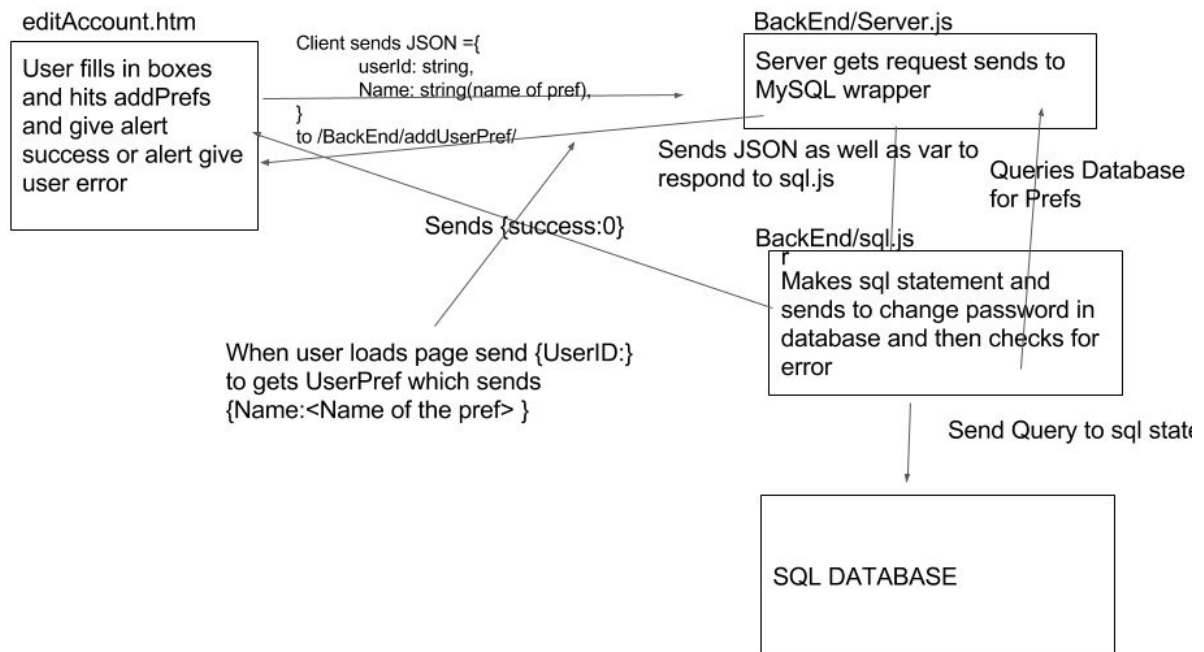 editAccount.htm
User fills in boxes
and hits addPrefs
and give alert
success or alert give
user error
Client sends JSON ={
userId: string,
Name: string(name of pref),
}
to /BackEnd/addUserPref/
BackEnd/Server.js
Server gets request sends to
MySQL wrapper
Sends JSON as well as var to
respond to sql.js
Queries Database
for Prefs
Sends {success:0}
BackEnd/sql.js
r
Makes sql statement and
sends to change password in
database and then checks for
error
When user loads page send {UserID:}
to gets UserPref which sends
{Name:<Name of the pref> }
Send Query to sql state
SQL DATABASE